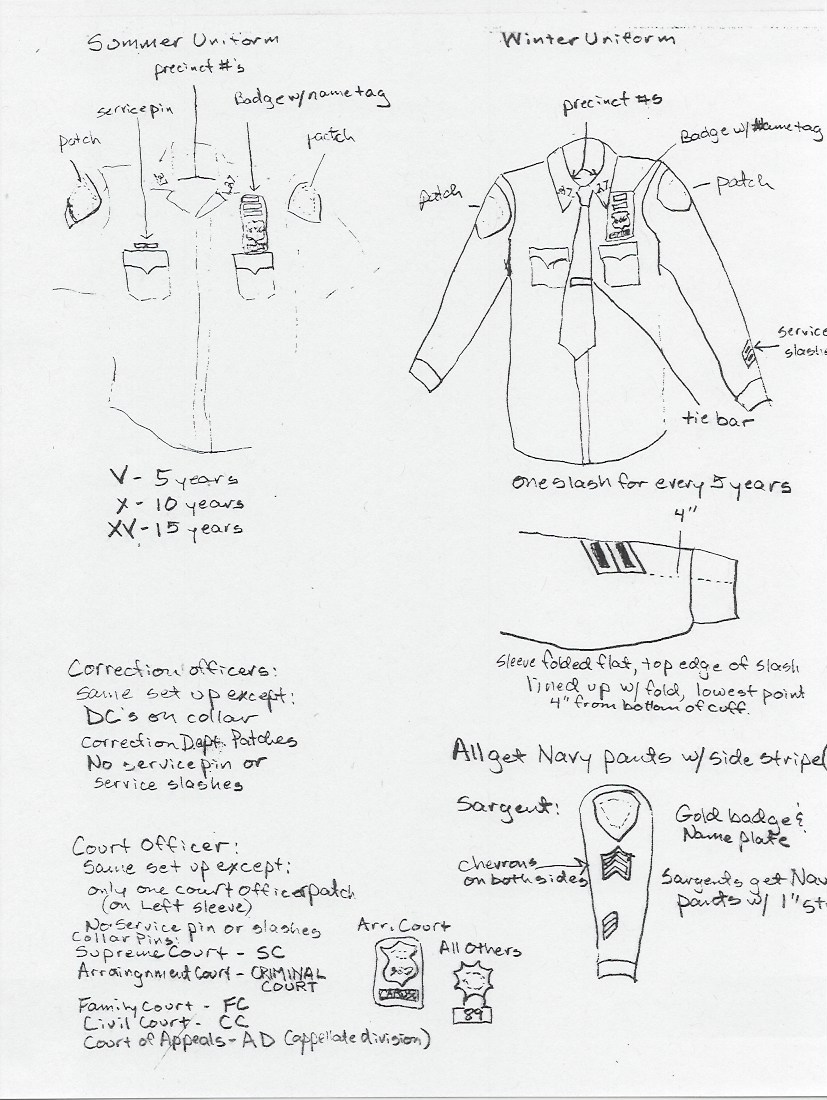 Summer Uniform
precinct #'s
service pin
Badge w/ name tag
patch
patch
V - 5 years
X - 10 years
XV - 15 years
Winter Uniform
precinct #s
Badge w/ Name tag
patch
patch
27
27
service
slash
tie bar
one slash for every 5 years
4"
sleeve folded flat, top edge of slash
lined up w/ fold, lowest point
4" from bottom of cuff.
Correction officers:
Same set up except:
DC's on collar
Correction Dept. Patches
No service pin or
service slashes
All get Navy pants w/ side stripe(
Sargent:
Gold badge &
Name plate
chevrons
on both sides
Sargents get Nav
pants w/ 1" st
Court Officer:
Same set up except:
only one court officer patch
(on Left sleeve)
No Service pin or slashes
Collar Pins:
Supreme Court - SC
Arraingnment Court - CRIMINAL
COURT
Family Court - FC
Civil Court - CC
Court of Appeals - AD (appellate division)
Arr. Court
All Others
89